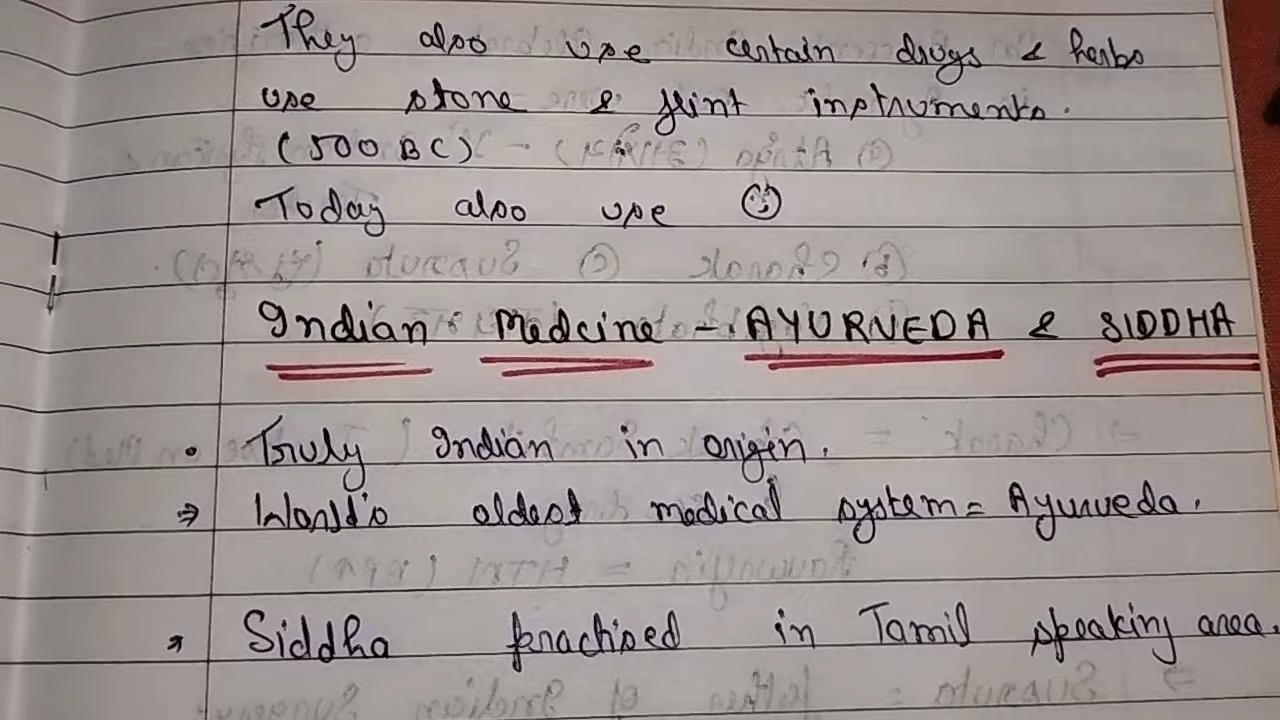 They also use certain drugs & herbs
use stone & flint instruments.
(500 BC)
Today also use
Indian Medcine - AYURVEDA & SIDDHA
• Truly Indian in origin.
⇒ World's oldest medical system = Ayurveda.
→ Siddha practised in Tamil speaking area.